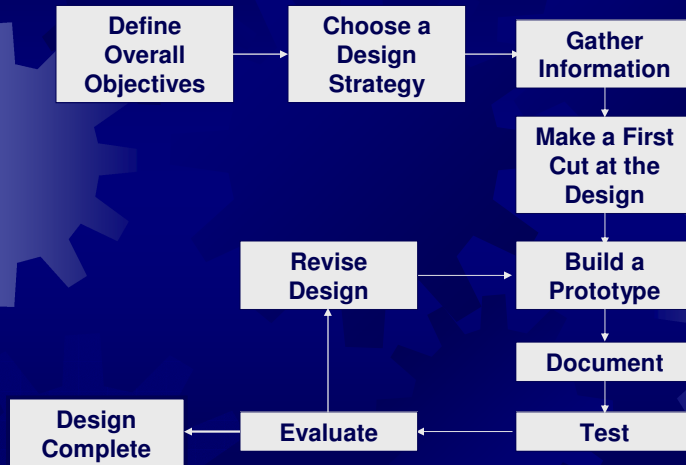 Define
Overall
Objectives
Choose a
Design
Strategy
Gather
Information
Make a First
Cut at the
Design
Revise
Design
Build a
Prototype
Document
Design
Complete
Evaluate
Test